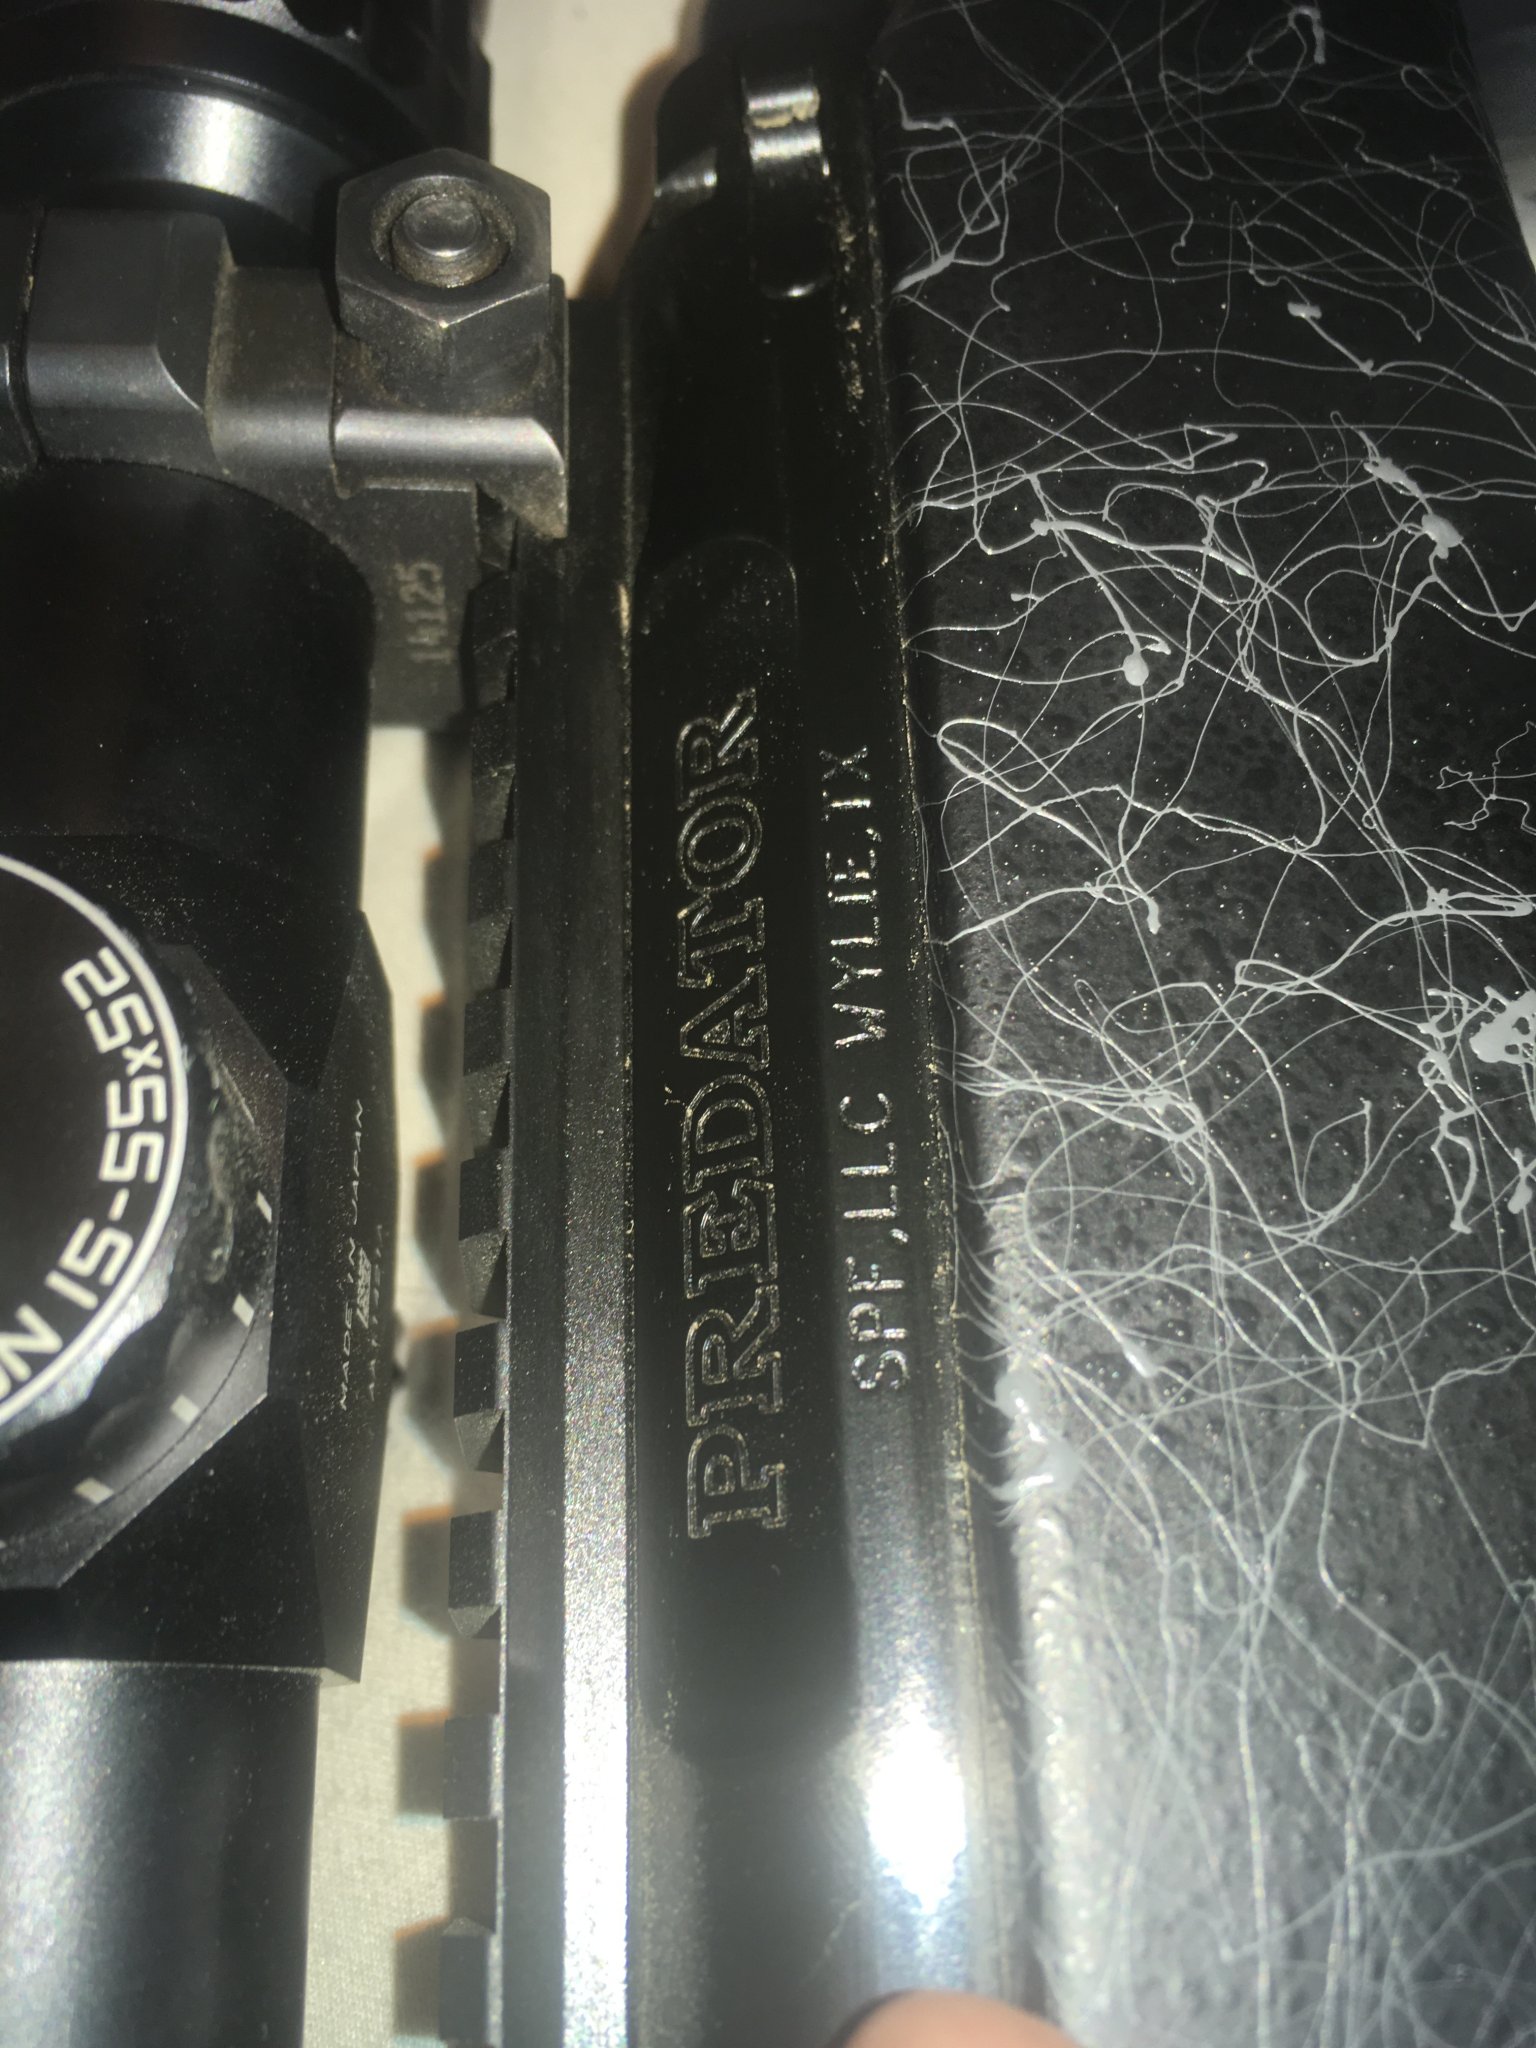 14125
PREDATOR
SPF,LLC WYLIE,TX
15-55x52
MADE IN JAPAN